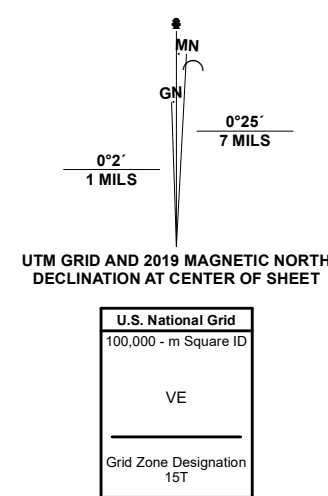 MN
GN
0°25´
7 MILS
0°2´
1 MILS
UTM GRID AND 2019 MAGNETIC NORTH
DECLINATION AT CENTER OF SHEET
U.S. National Grid
100,000 - m Square ID
VE
Grid Zone Designation
15T